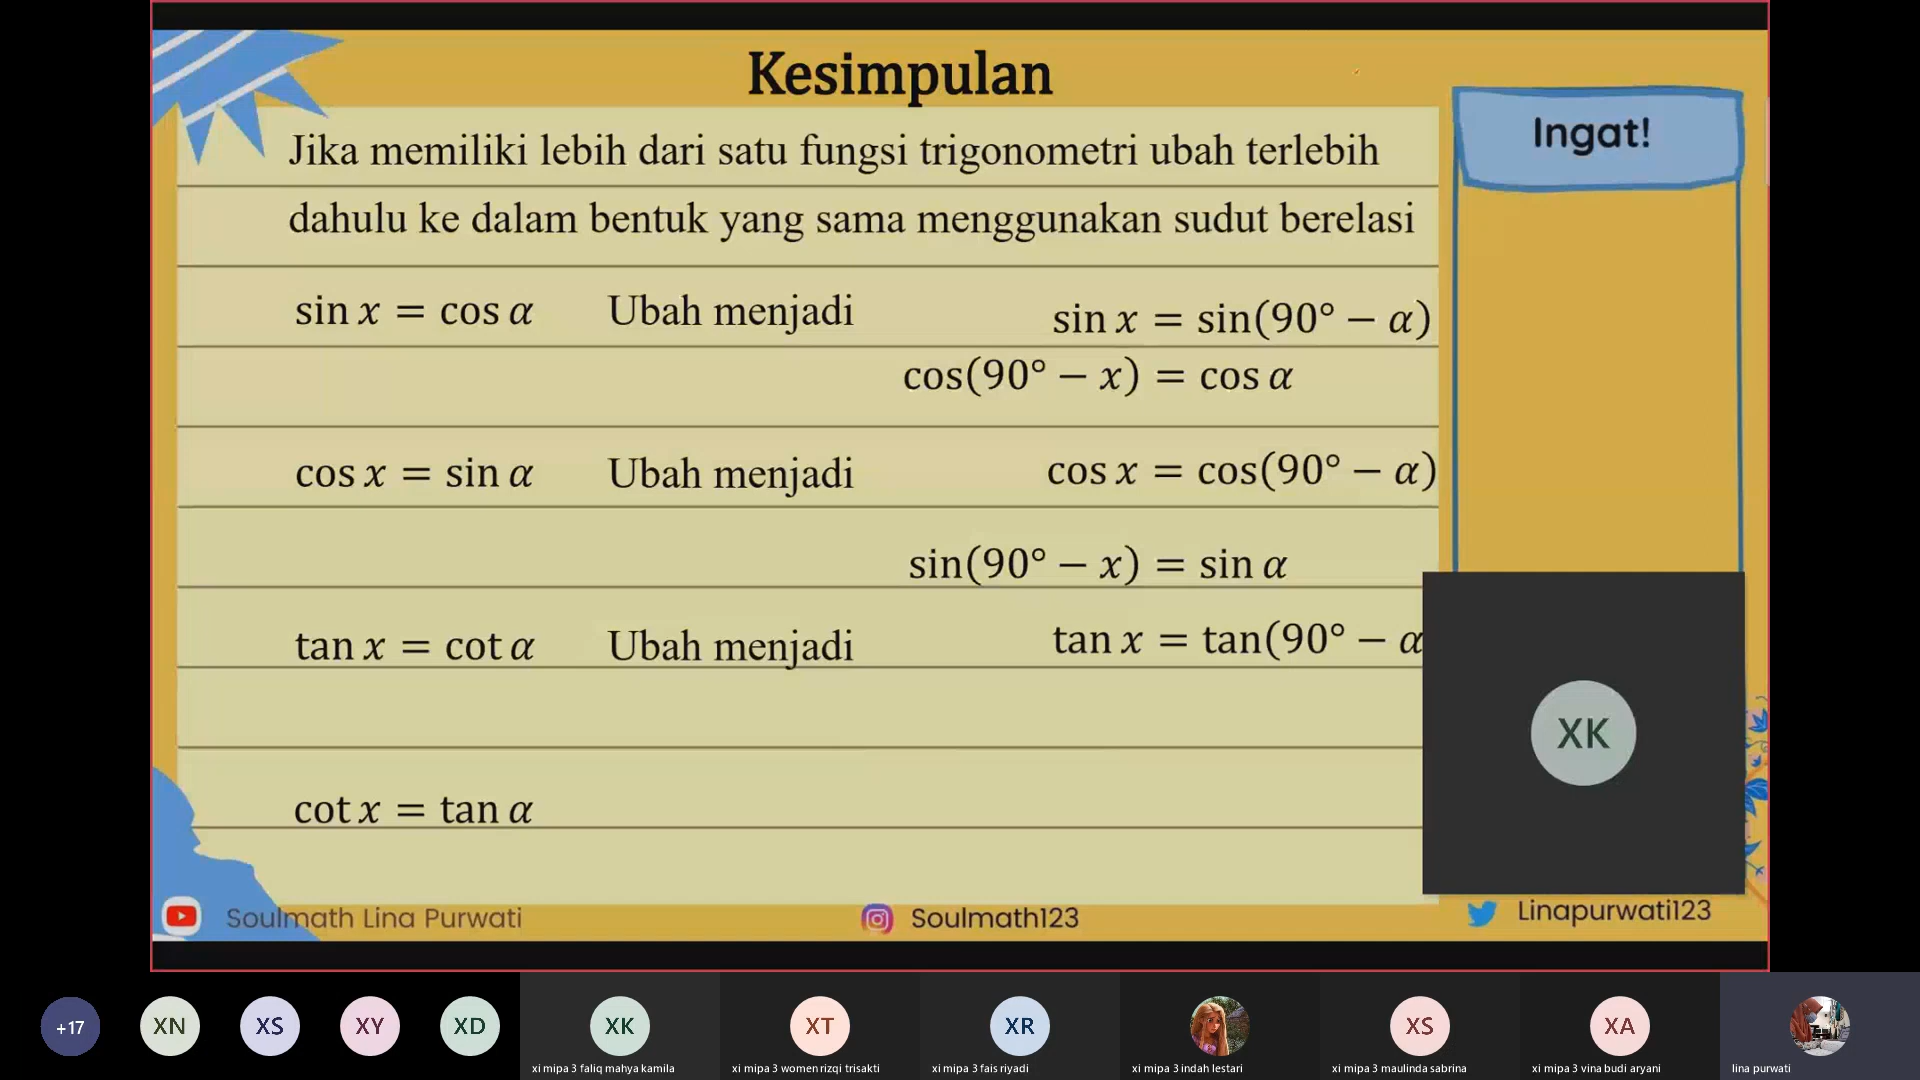 Kesimpulan
Ingat!
Jika memiliki lebih dari satu fungsi trigonometri ubah terlebih
dahulu ke dalam bentuk yang sama menggunakan sudut berelasi
sin x = cos α Ubah menjadi sin x = sin(90° − α)
cos(90° − x) = cos α
cos x = sin α Ubah menjadi cos x = cos(90° − α)
sin(90° − x) = sin α
tan x = cot α Ubah menjadi tan x = tan(90° − α
XK
cot x = tan α
Soulmath Lina Purwati Soulmath123 Linapurwati123
+17 XN XS XY XD XK XT XR XS XA
xi mipa 3 faliq mahya kamila xi mipa 3 women rizqi trisakti xi mipa 3 fais riyadi xi mipa 3 indah lestari xi mipa 3 maulinda sabrina xi mipa 3 vina budi aryani lina purwati